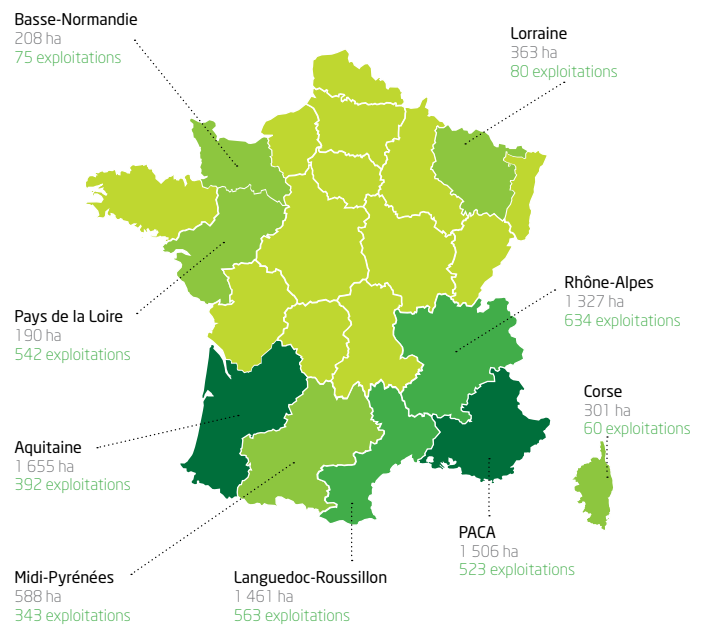 Basse-Normandie
208 ha
75 exploitations
Lorraine
363 ha
80 exploitations
Rhône-Alpes
1 327 ha
634 exploitations
Pays de la Loire
190 ha
542 exploitations
Corse
301 ha
60 exploitations
Aquitaine
1 655 ha
392 exploitations
PACA
1 506 ha
523 exploitations
Midi-Pyrénées
588 ha
343 exploitations
Languedoc-Roussillon
1 461 ha
563 exploitations